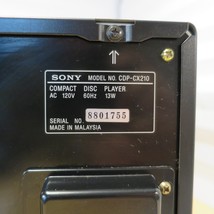 SONY MODEL NO. CDP-CX210
COMPACT DISC PLAYER
AC 120V 60Hz 13W
SERIAL NO. 8801755
MADE IN MALAYSIA